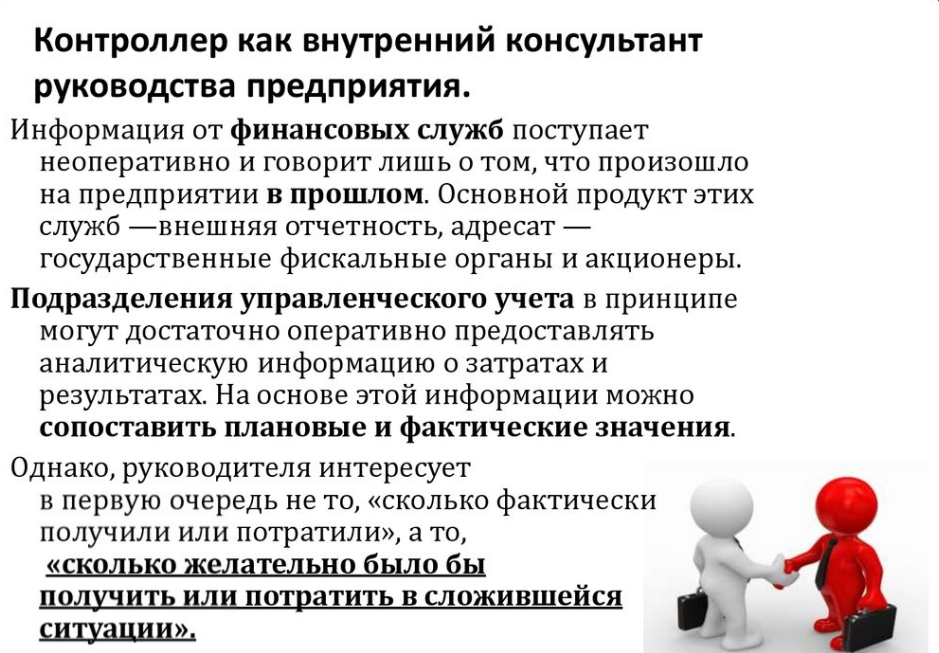 Контроллер как внутренний консультант
руководства предприятия.
Информация от финансовых служб поступает
неоперативно и говорит лишь о том, что произошло
на предприятии в прошлом. Основной продукт этих
служб —внешняя отчетность, адресат —
государственные фискальные органы и акционеры.
Подразделения управленческого учета в принципе
могут достаточно оперативно предоставлять
аналитическую информацию о затратах и
результатах. На основе этой информации можно
сопоставить плановые и фактические значения.
Однако, руководителя интересует
в первую очередь не то, «сколько фактически
получили или потратили», а то,
«сколько желательно было бы
получить или потратить в сложившейся
ситуации».